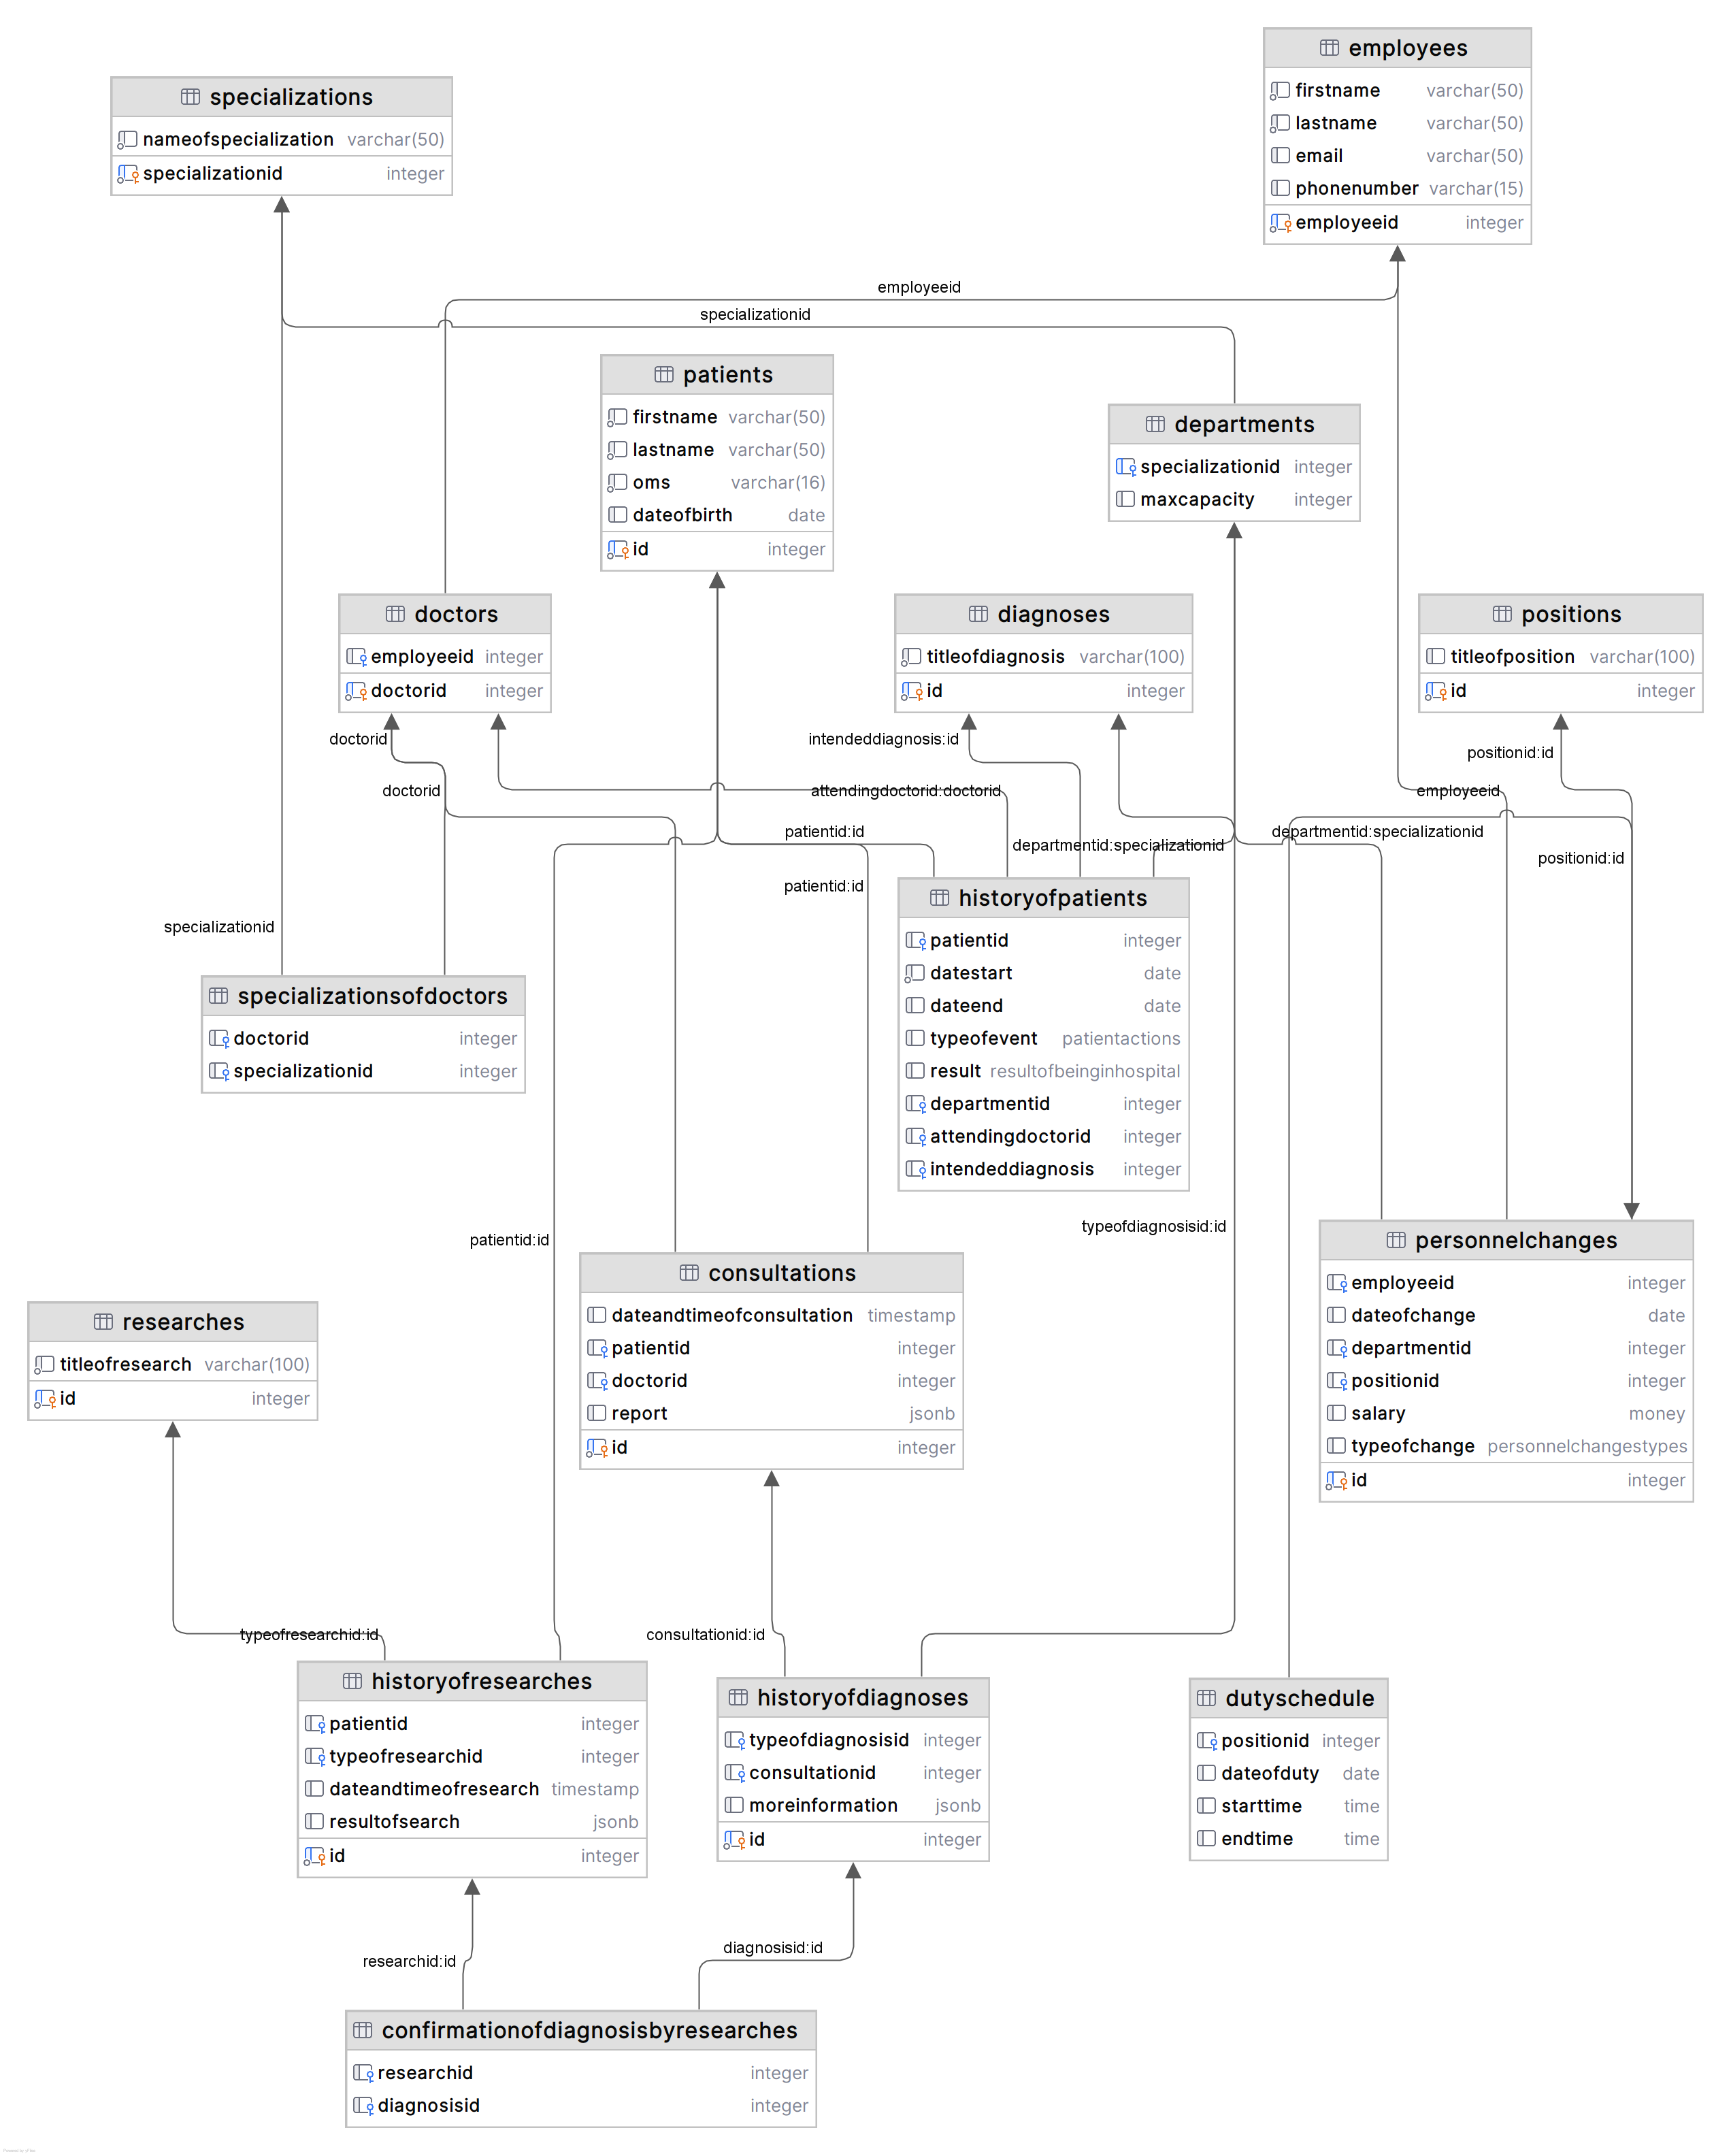 employees
firstname varchar(50)
lastname varchar(50)
email varchar(50)
phonenumber varchar(15)
employeeid integer
specializations
nameofspecialization varchar(50)
specializationid integer
employeeid
specializationid
patients
firstname varchar(50)
lastname varchar(50)
oms varchar(16)
dateofbirth date
id integer
departments
specializationid integer
maxcapacity integer
doctors
employeeid integer
doctorid integer
diagnoses
titleofdiagnosis varchar(100)
id integer
positions
titleofposition varchar(100)
id integer
doctorid
intendeddiagnosis:id
positionid:id
doctorid
attendingdoctorid:doctorid
employeeid
patientid:id
departmentid:specializationid
departmentid:specializationid
positionid:id
patientid:id
specializationid
historyofpatients
patientid integer
datestart date
dateend date
typeofevent patientactions
result resultofbeinginhospital
departmentid integer
attendingdoctorid integer
intendeddiagnosis integer
specializationsofdoctors
doctorid integer
specializationid integer
patientid:id
typeofdiagnosisid:id
personnelchanges
employeeid integer
dateofchange date
departmentid integer
positionid integer
salary money
typeofchange personnelchangestypes
id integer
consultations
dateandtimeofconsultation timestamp
patientid integer
doctorid integer
report jsonb
id integer
researches
titleofresearch varchar(100)
id integer
typeofresearchid:id
consultationid:id
historyofresearches
patientid integer
typeofresearchid integer
dateandtimeofresearch timestamp
resultofsearch jsonb
id integer
historyofdiagnoses
typeofdiagnosisid integer
consultationid integer
moreinformation jsonb
id integer
dutyschedule
positionid integer
dateofduty date
starttime time
endtime time
researchid:id
diagnosisid:id
confirmationofdiagnosisbyresearches
researchid integer
diagnosisid integer